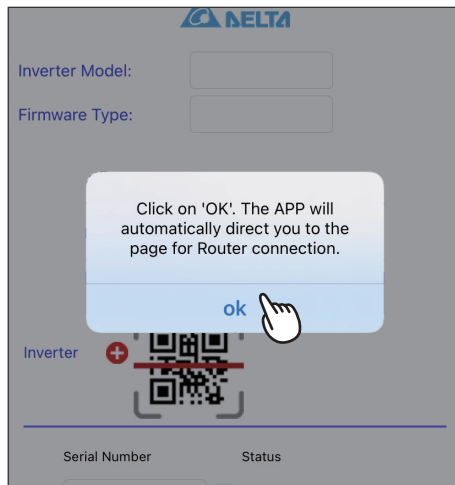 DELTA
Inverter Model:
Firmware Type:
Click on 'OK'. The APP will
automatically direct you to the
page for Router connection.
ok
Inverter
Serial Number Status